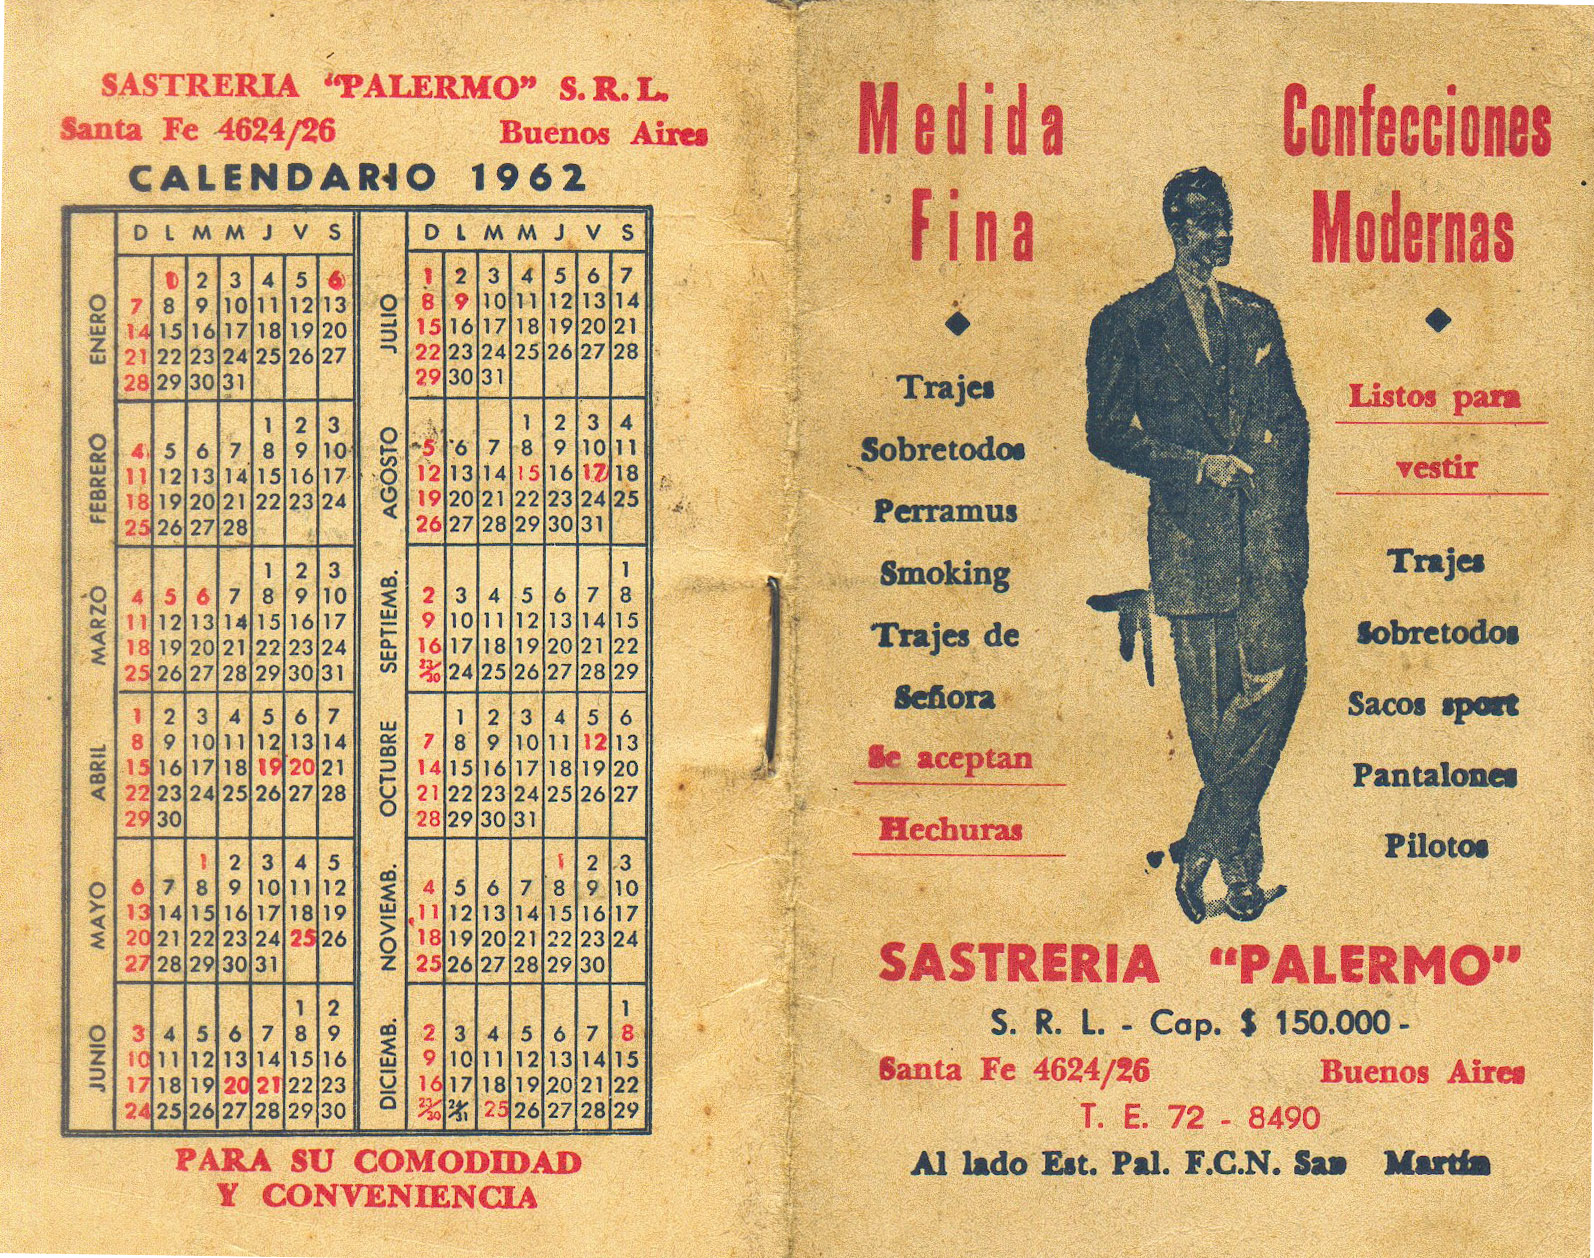 SASTRERIA "PALERMO" S. R. L.
Santa Fe 4624/26 Buenos Aires
CALENDARIO 1962
D L M M J V S
ENERO
1 2 3 4 5 6
7 8 9 10 11 12 13
14 15 16 17 18 19 20
21 22 23 24 25 26 27
28 29 30 31
FEBRERO
1 2 3
4 5 6 7 8 9 10
11 12 13 14 15 16 17
18 19 20 21 22 23 24
25 26 27 28
MARZO
1 2 3
4 5 6 7 8 9 10
11 12 13 14 15 16 17
18 19 20 21 22 23 24
25 26 27 28 29 30 31
ABRIL
1 2 3 4 5 6 7
8 9 10 11 12 13 14
15 16 17 18 19 20 21
22 23 24 25 26 27 28
29 30
MAYO
1 2 3 4 5
6 7 8 9 10 11 12
13 14 15 16 17 18 19
20 21 22 23 24 25 26
27 28 29 30 31
JUNIO
1 2
3 4 5 6 7 8 9
10 11 12 13 14 15 16
17 18 19 20 21 22 23
24 25 26 27 28 29 30
D L M M J V S
JULIO
1 2 3 4 5 6 7
8 9 10 11 12 13 14
15 16 17 18 19 20 21
22 23 24 25 26 27 28
29 30 31
AGOSTO
1 2 3 4
5 6 7 8 9 10 11
12 13 14 15 16 17 18
19 20 21 22 23 24 25
26 27 28 29 30 31
SEPTIEMB.
1
2 3 4 5 6 7 8
9 10 11 12 13 14 15
16 17 18 19 20 21 22
23/30 24 25 26 27 28 29
OCTUBRE
1 2 3 4 5 6
7 8 9 10 11 12 13
14 15 16 17 18 19 20
21 22 23 24 25 26 27
28 29 30 31
NOVIEMB.
1 2 3
4 5 6 7 8 9 10
11 12 13 14 15 16 17
18 19 20 21 22 23 24
25 26 27 28 29 30
DICIEMB.
1
2 3 4 5 6 7 8
9 10 11 12 13 14 15
16 17 18 19 20 21 22
23/30 24/31 25 26 27 28 29
PARA SU COMODIDAD
Y CONVENIENCIA
Medida
Fina
Trajes
Sobretodos
Perramus
Smoking
Trajes de
Señora
Se aceptan
Hechuras
Confecciones
Modernas
Listos para
vestir
Trajes
Sobretodos
Sacos sport
Pantalones
Pilotos
SASTRERIA "PALERMO"
S. R. L. - Cap. $ 150.000 -
Santa Fe 4624/26 Buenos Aires
T. E. 72 - 8490
Al lado Est. Pal. F.C.N. San Martín